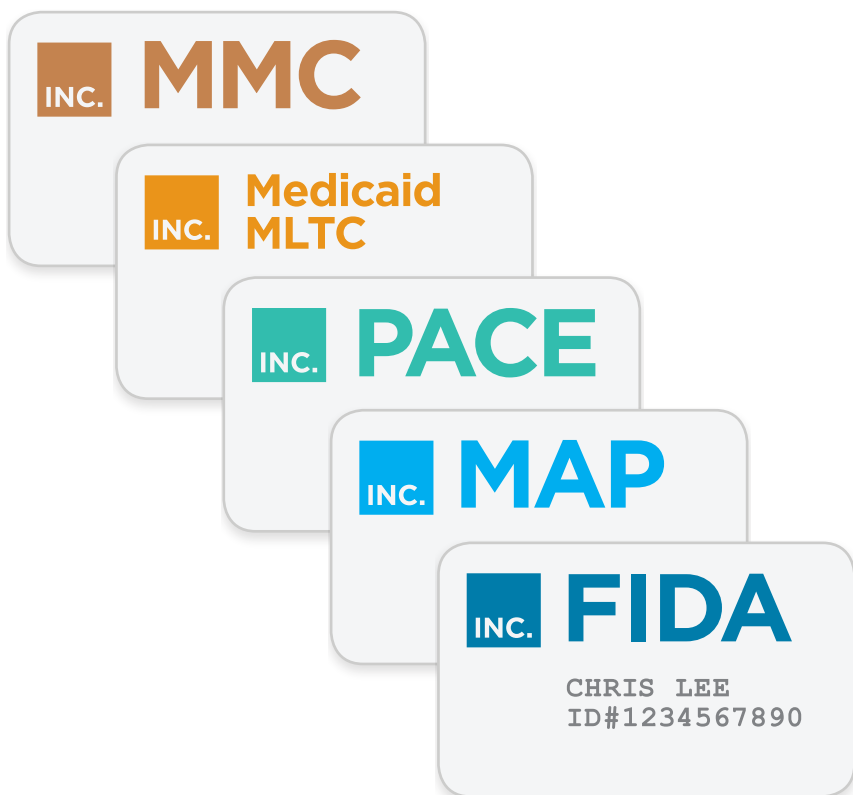 INC. MMC
INC. Medicaid
MLTC
INC. PACE
INC. MAP
INC. FIDA
CHRIS LEE
ID#1234567890